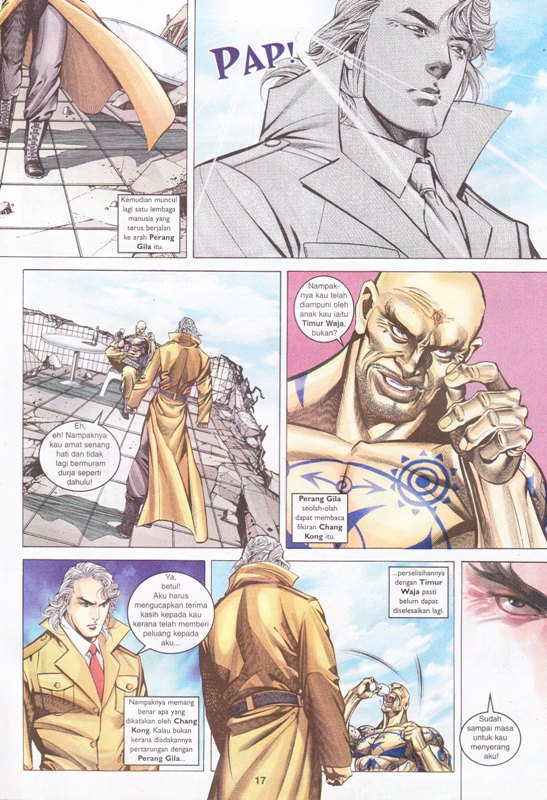 PAP!
Kemudian muncul
lagi satu lembaga
manusia yang
terus berjalan
ke arah Perang
Gila itu.
Eh,
eh! Nampaknya
kau amat senang
hati dan tidak
lagi bermuram
durja seperti
dahulu!
Nampak-
nya kau telah
diampuni oleh
anak kau iaitu
Timur Waja,
bukan?
Perang Gila
seolah-olah
dapat membaca
fikiran Chang
Kong itu.
Ya,
betul!
Aku harus
mengucapkan terima
kasih kepada kau
kerana telah memberi
peluang kepada
aku...
Nampaknya memang
benar apa yang
dikatakan oleh Chang
Kong. Kalau bukan
kerana diadakannya
pertarungan dengan
Perang Gila...
...perselisihannya
dengan Timur
Waja pasti
belum dapat
diselesaikan lagi.
Sudah
sampai masa
untuk kau
menyerang
aku!
17